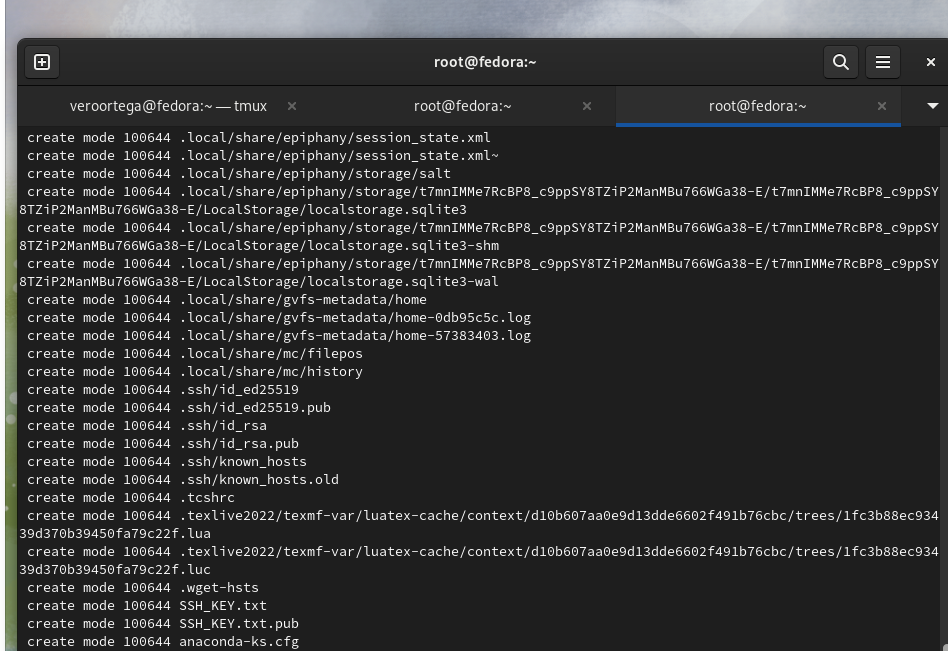 root@fedora:~
veroortega@fedora:~ — tmux
root@fedora:~
root@fedora:~
create mode 100644 .local/share/epiphany/session_state.xml
create mode 100644 .local/share/epiphany/session_state.xml~
create mode 100644 .local/share/epiphany/storage/salt
create mode 100644 .local/share/epiphany/storage/t7mnIMMe7RcBP8_c9ppSY8TZiP2ManMBu766WGa38-E/t7mnIMMe7RcBP8_c9ppSY
8TZiP2ManMBu766WGa38-E/LocalStorage/localstorage.sqlite3
create mode 100644 .local/share/epiphany/storage/t7mnIMMe7RcBP8_c9ppSY8TZiP2ManMBu766WGa38-E/t7mnIMMe7RcBP8_c9ppSY
8TZiP2ManMBu766WGa38-E/LocalStorage/localstorage.sqlite3-shm
create mode 100644 .local/share/epiphany/storage/t7mnIMMe7RcBP8_c9ppSY8TZiP2ManMBu766WGa38-E/t7mnIMMe7RcBP8_c9ppSY
8TZiP2ManMBu766WGa38-E/LocalStorage/localstorage.sqlite3-wal
create mode 100644 .local/share/gvfs-metadata/home
create mode 100644 .local/share/gvfs-metadata/home-0db95c5c.log
create mode 100644 .local/share/gvfs-metadata/home-57383403.log
create mode 100644 .local/share/mc/filepos
create mode 100644 .local/share/mc/history
create mode 100644 .ssh/id_ed25519
create mode 100644 .ssh/id_ed25519.pub
create mode 100644 .ssh/id_rsa
create mode 100644 .ssh/id_rsa.pub
create mode 100644 .ssh/known_hosts
create mode 100644 .ssh/known_hosts.old
create mode 100644 .tcshrc
create mode 100644 .texlive2022/texmf-var/luatex-cache/context/d10b607aa0e9d13dde6602f491b76cbc/trees/1fc3b88ec934
39d370b39450fa79c22f.lua
create mode 100644 .texlive2022/texmf-var/luatex-cache/context/d10b607aa0e9d13dde6602f491b76cbc/trees/1fc3b88ec934
39d370b39450fa79c22f.luc
create mode 100644 .wget-hsts
create mode 100644 SSH_KEY.txt
create mode 100644 SSH_KEY.txt.pub
create mode 100644 anaconda-ks.cfg